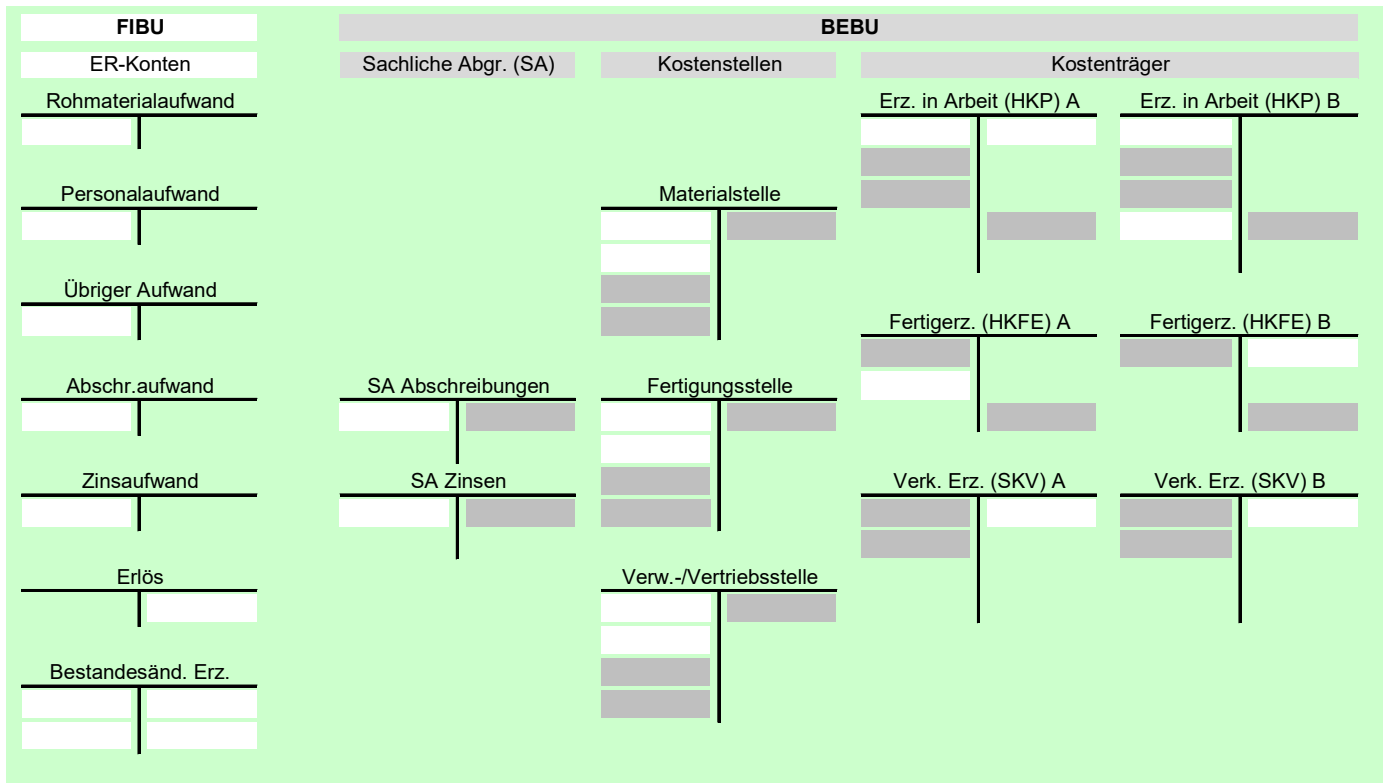 FIBU BEBU
ER-Konten Sachliche Abgr. (SA) Kostenstellen Kostenträger
Rohmaterialaufwand Erz. in Arbeit (HKP) A Erz. in Arbeit (HKP) B
Personalaufwand Materialstelle
Übriger Aufwand
Fertigerz. (HKFE) A Fertigerz. (HKFE) B
Abschr.aufwand SA Abschreibungen Fertigungsstelle
Zinsaufwand SA Zinsen Verk. Erz. (SKV) A Verk. Erz. (SKV) B
Erlös Verw.-/Vertriebsstelle
Bestandesänd. Erz.